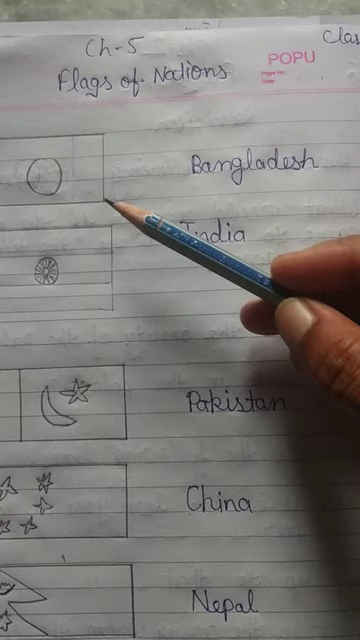 Ch-5
Clas
Flags of Nations
POPU
Page No.
Date
Bangladesh
India
Pakistan
China
Nepal